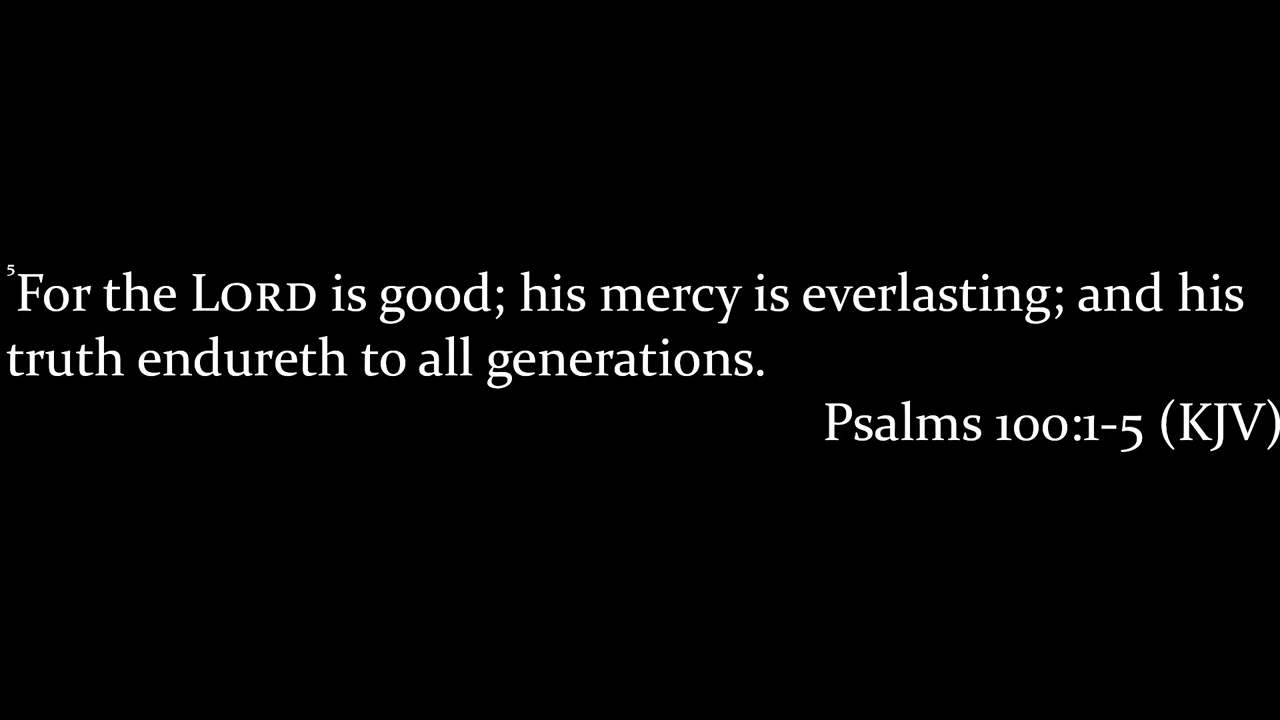 ⁵For the LORD is good; his mercy is everlasting; and his
truth endureth to all generations.
Psalms 100:1-5 (KJV)